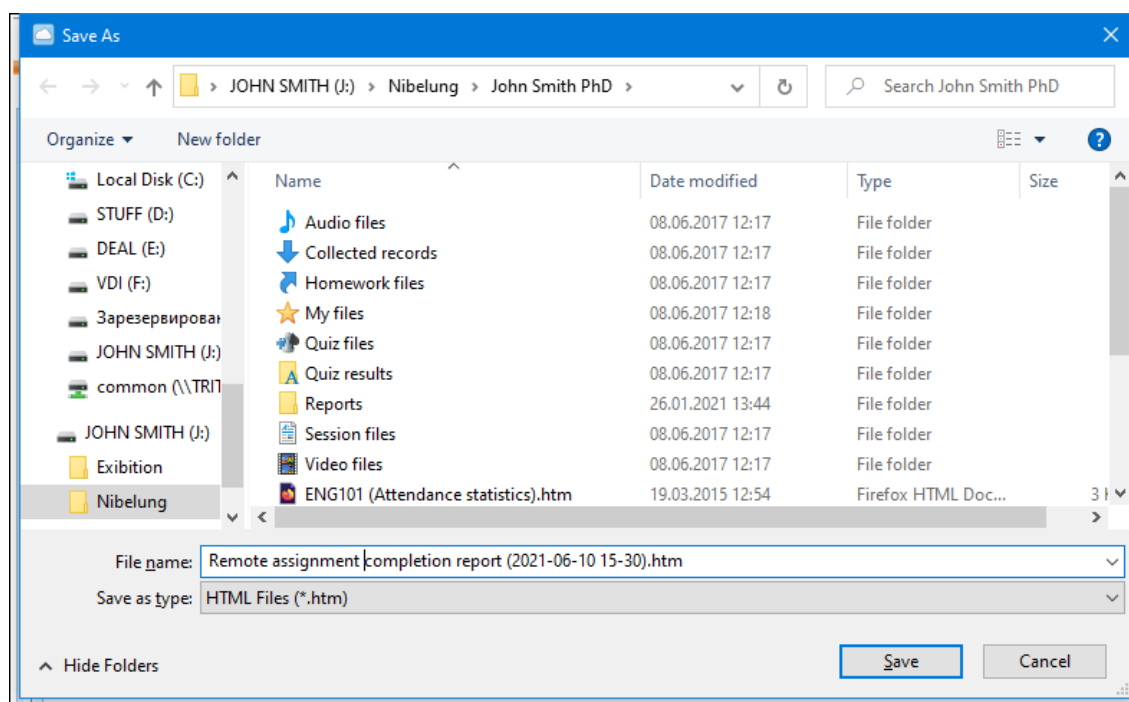 Save As
JOHN SMITH (J:) > Nibelung > John Smith PhD >
Search John Smith PhD
Organize
New folder
?
Name
Date modified
Type
Size
Local Disk (C:)
STUFF (D:)
DEAL (E:)
VDI (F:)
Зарезервирован
JOHN SMITH (J:)
common (\\TRIT
JOHN SMITH (J:)
Exibition
Nibelung
Audio files 08.06.2017 12:17 File folder
Collected records 08.06.2017 12:17 File folder
Homework files 08.06.2017 12:17 File folder
My files 08.06.2017 12:18 File folder
Quiz files 08.06.2017 12:17 File folder
Quiz results 08.06.2017 12:17 File folder
Reports 26.01.2021 13:44 File folder
Session files 08.06.2017 12:17 File folder
Video files 08.06.2017 12:17 File folder
ENG101 (Attendance statistics).htm 19.03.2015 12:54 Firefox HTML Doc... 3
File name: Remote assignment completion report (2021-06-10 15-30).htm
Save as type: HTML Files (*.htm)
Hide Folders
Save
Cancel